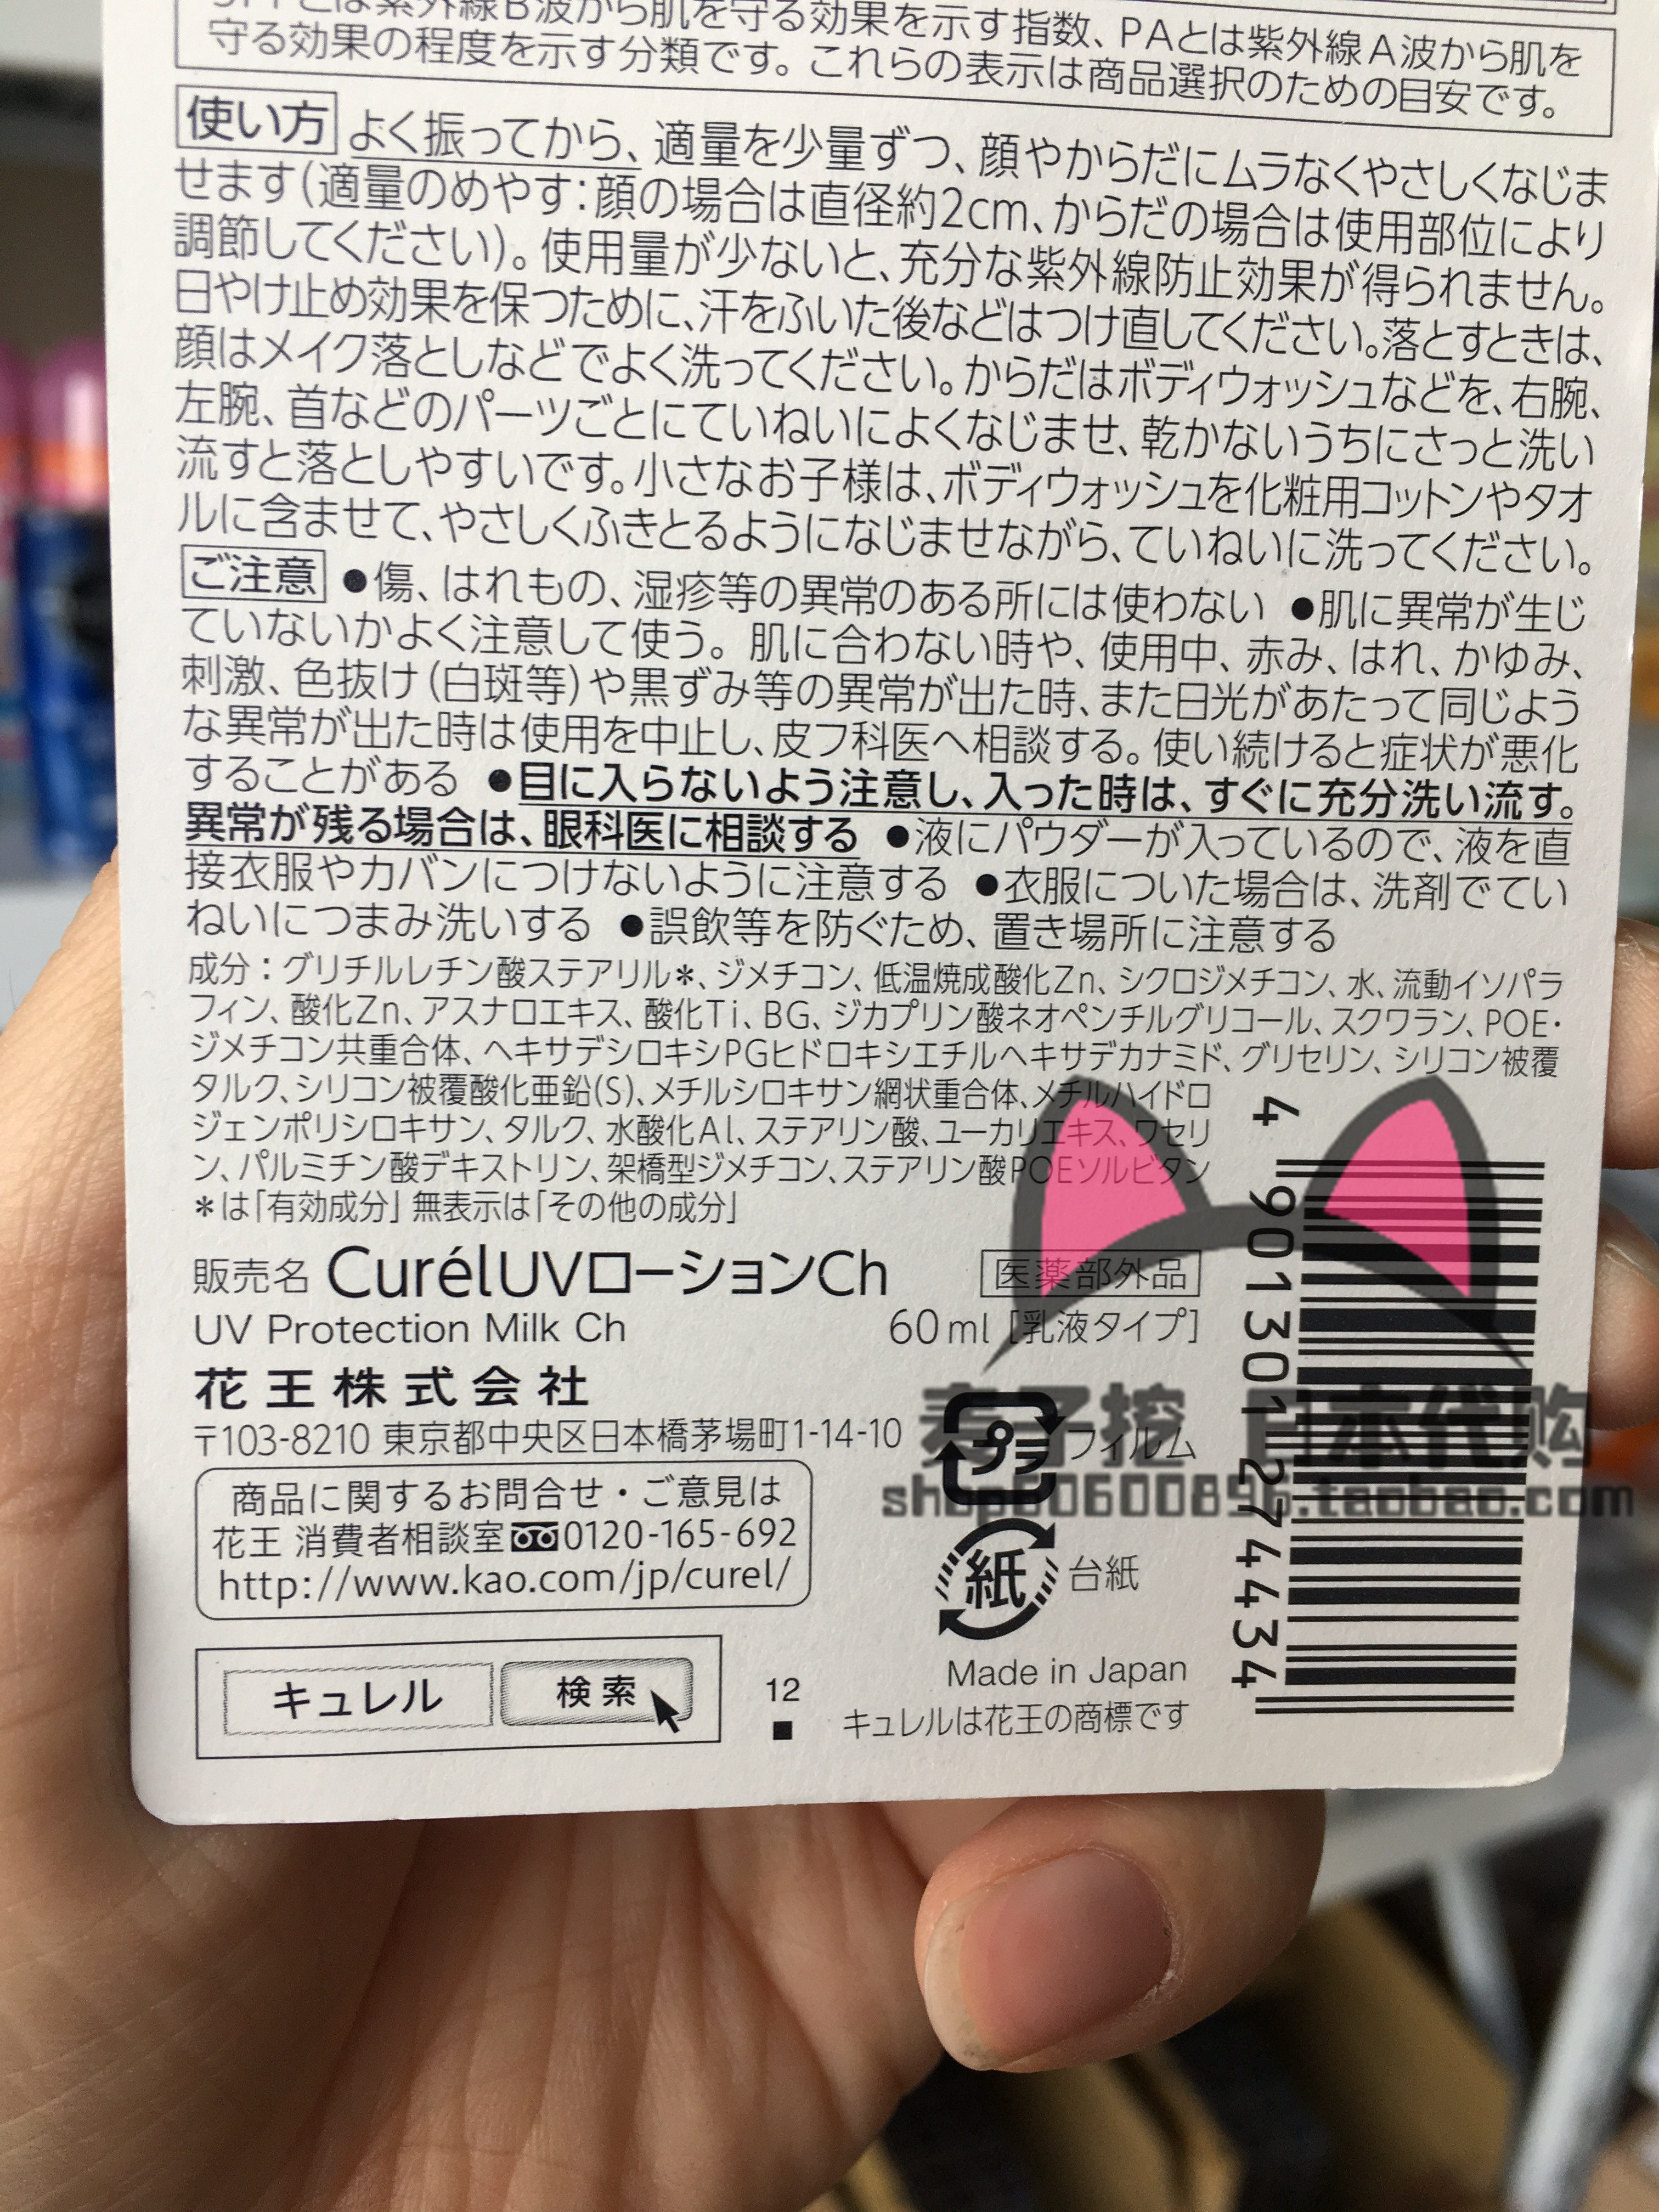 SPFとは紫外線B波から肌を守る効果を示す指数、PAとは紫外線A波から肌を
守る効果の程度を示す分類です。これらの表示は商品選択のための目安です。
使い方 よく振ってから、適量を少量ずつ、顔やからだにムラなくやさしくなじま
せます(適量のめやす:顔の場合は直径約2cm、からだの場合は使用部位により
調節してください)。使用量が少ないと、充分な紫外線防止効果が得られません。
日やけ止め効果を保つために、汗をふいた後などはつけ直してください。落とすときは、
顔はメイク落としなどでよく洗ってください。からだはボディウォッシュなどを、右腕、
左腕、首などのパーツごとにていねいによくなじませ、乾かないうちにさっと洗い
流すと落としやすいです。小さなお子様は、ボディウォッシュを化粧用コットンやタオ
ルに含ませて、やさしくふきとるようになじませながら、ていねいに洗ってください。
ご注意 ●傷、はれもの、湿疹等の異常のある所には使わない ●肌に異常が生じ
ていないかよく注意して使う。肌に合わない時や、使用中、赤み、はれ、かゆみ、
刺激、色抜け(白斑等)や黒ずみ等の異常が出た時、また日光があたって同じよう
な異常が出た時は使用を中止し、皮フ科医へ相談する。使い続けると症状が悪化
することがある ●目に入らないよう注意し、入った時は、すぐに充分洗い流す。
異常が残る場合は、眼科医に相談する ●液にパウダーが入っているので、液を直
接衣服やカバンにつけないように注意する ●衣服についた場合は、洗剤でてい
ねいにつまみ洗いする ●誤飲等を防ぐため、置き場所に注意する
成分:グリチルレチン酸ステアリル*、ジメチコン、低温焼成酸化Zn、シクロジメチコン、水、流動イソパラ
フィン、酸化Zn、アスナロエキス、酸化Ti、BG、ジカプリン酸ネオペンチルグリコール、スクワラン、POE・
ジメチコン共重合体、ヘキサデシロキシPGヒドロキシエチルヘキサデカナミド、グリセリン、シリコン被覆
タルク、シリコン被覆酸化亜鉛(S)、メチルシロキサン網状重合体、メチルハイドロ
ジェンポリシロキサン、タルク、水酸化Al、ステアリン酸、ユーカリエキス、ワセリ
ン、パルミチン酸デキストリン、架橋型ジメチコン、ステアリン酸POEソルビタン
*は「有効成分」無表示は「その他の成分」
販売名 CurélUVローションCh 医薬部外品
UV Protection Milk Ch 60ml [乳液タイプ]
花王株式会社
〒103-8210 東京都中央区日本橋茅場町1-14-10
商品に関するお問合せ・ご意見は
花王 消費者相談室 0120-165-692
http://www.kao.com/jp/curel/
キュレル 検索
12
プラ フィルム
紙 台紙
Made in Japan
キュレルは花王の商標です
4 901301 274434
麦子挖 日本代购